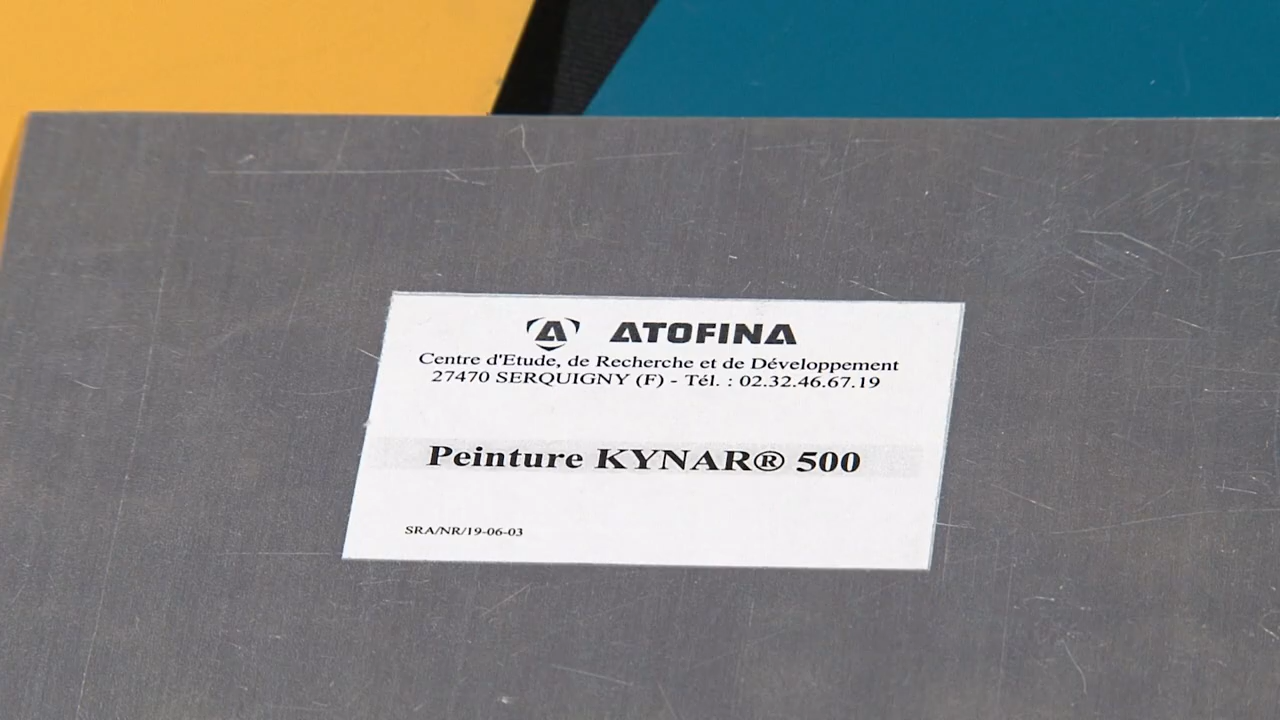 ATOFINA
Centre d'Etude, de Recherche et de Développement
27470 SERQUIGNY (F) - Tél. : 02.32.46.67.19
Peinture KYNAR® 500
SRA/NR/19-06-03